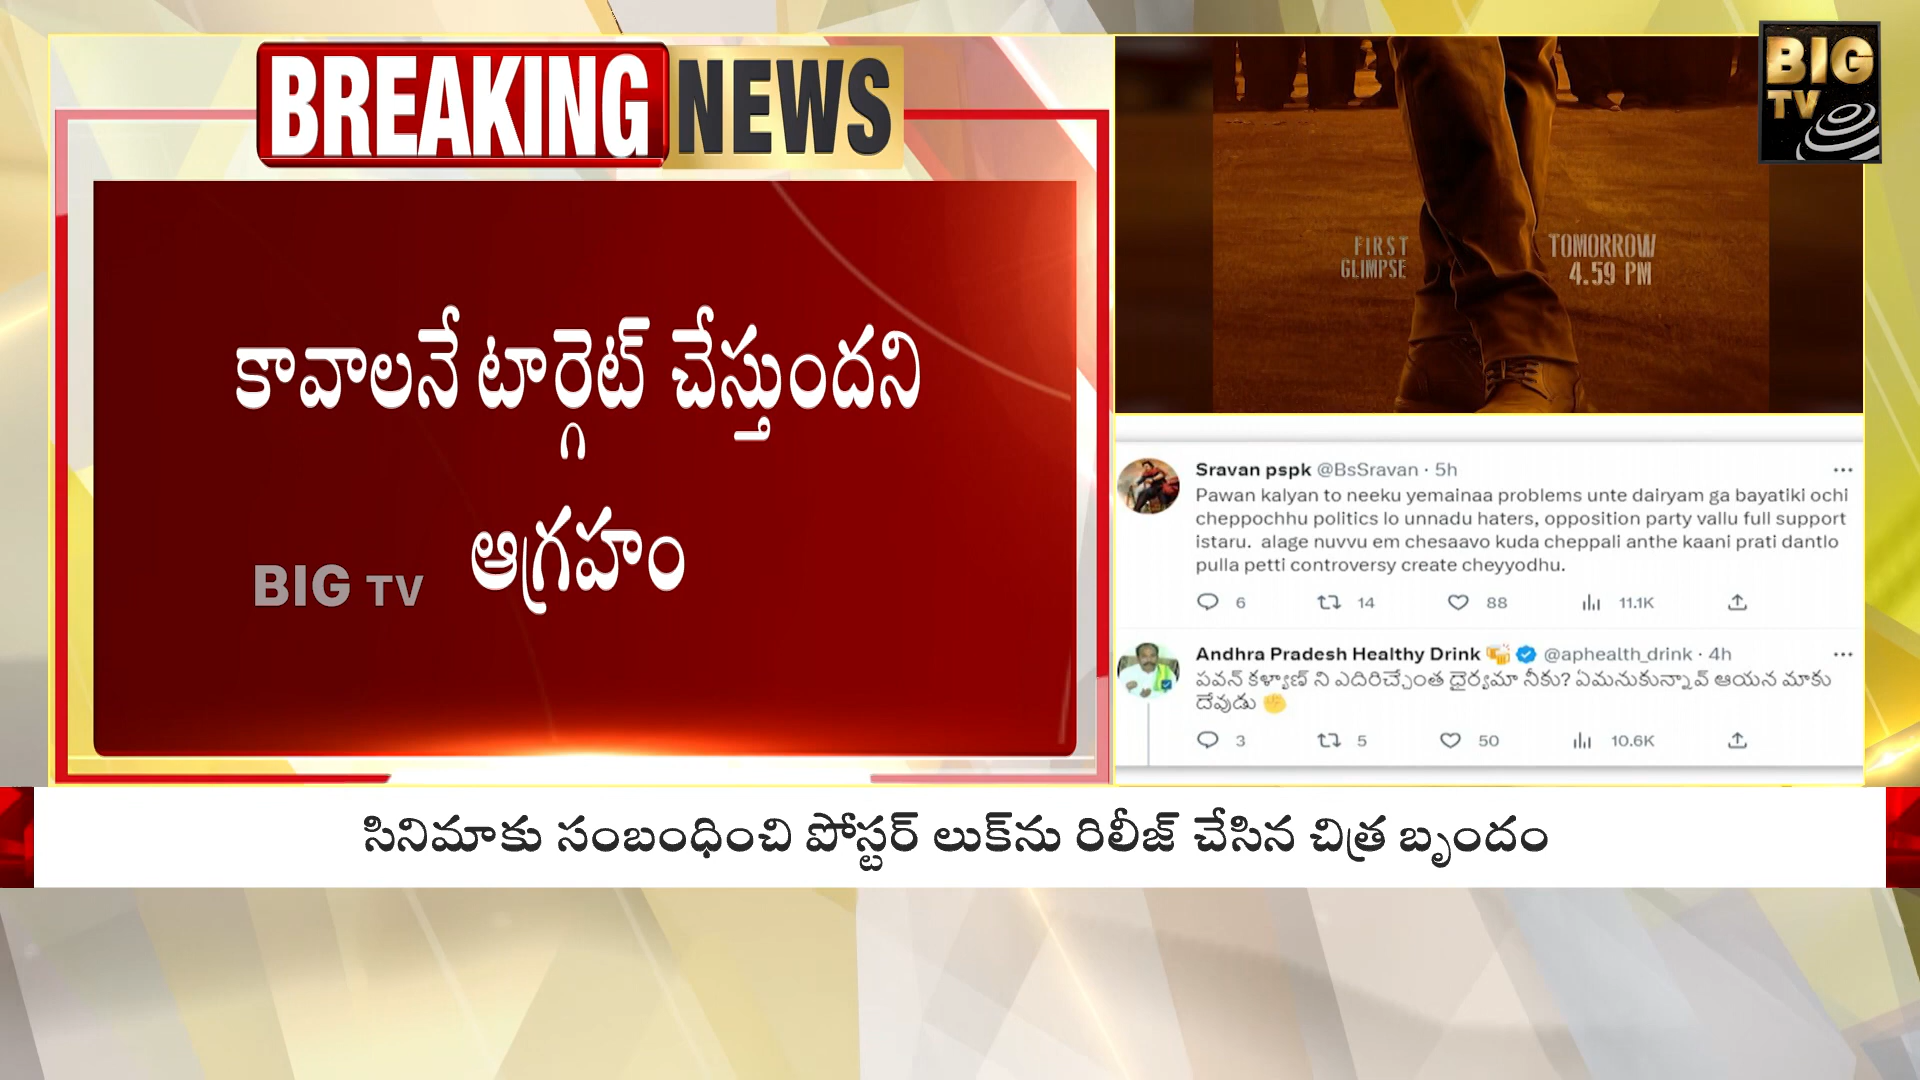 BREAKING NEWS
BIG
TV
కావాలనే టార్గెట్ చేస్తుందని
ఆగ్రహం
BIG TV
FIRST
GLIMPSE
TOMORROW
4.59 PM
Sravan pspk @BsSravan · 5h
Pawan kalyan to neeku yemainaa problems unte dairyam ga bayatiki ochi
cheppochhu politics lo unnadu haters, opposition party vallu full support
istaru. alage nuvvu em chesaavo kuda cheppali anthe kaani prati dantlo
pulla petti controversy create cheyyodhu.
6 14 88 11.1K
Andhra Pradesh Healthy Drink @aphealth_drink · 4h
పవన్ కళ్యాణ్ ని ఎదిరిచ్చేంత ధైర్యమా నీకు? ఏమనుకున్నావ్ ఆయన మాకు
దేవుడు
3 5 50 10.6K
సినిమాకు సంబంధించి పోస్టర్ లుక్‌ను రిలీజ్ చేసిన చిత్ర బృందం